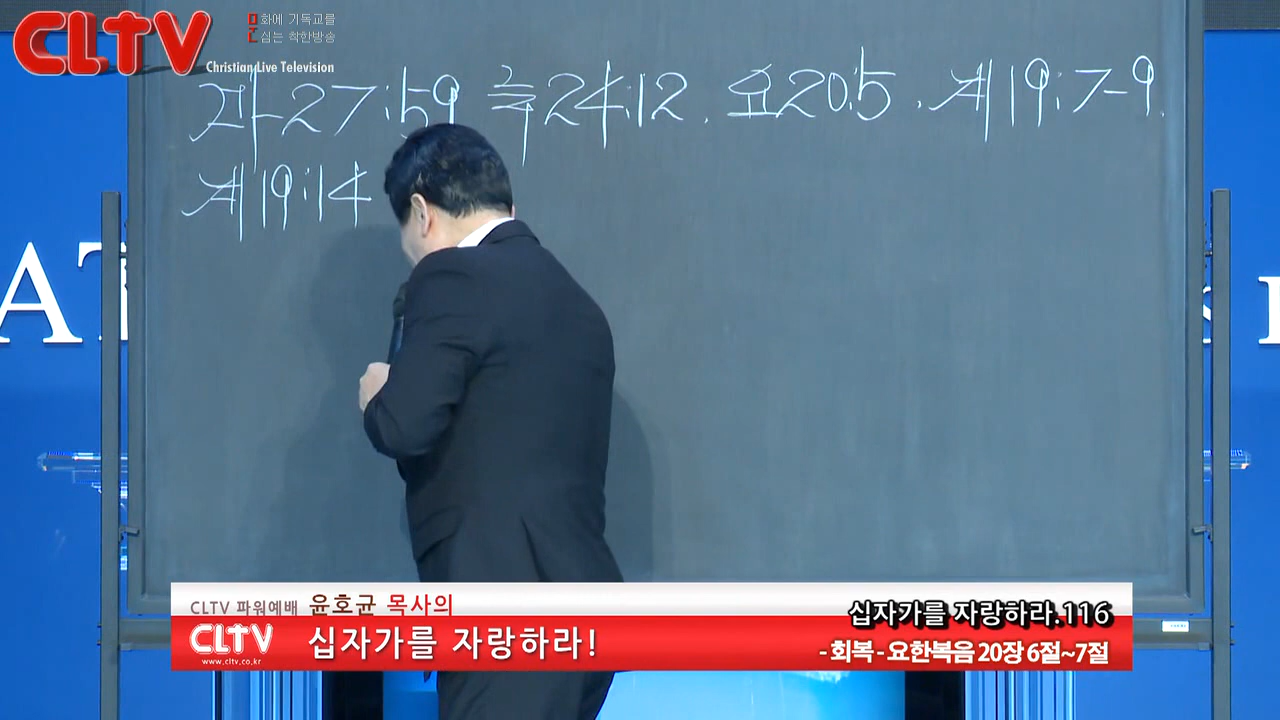 CLTV
문화에 기독교를
심는 착한방송
Christian Live Television
마27:59 눅24:12. 요20:5. 계19:7-9.
계19:14
AT
CLTV 파워예배 윤호균 목사의
CLTV
www.cltv.co.kr
십자가를 자랑하라!
십자가를 자랑하라.116
- 회복 - 요한복음 20장 6절~7절